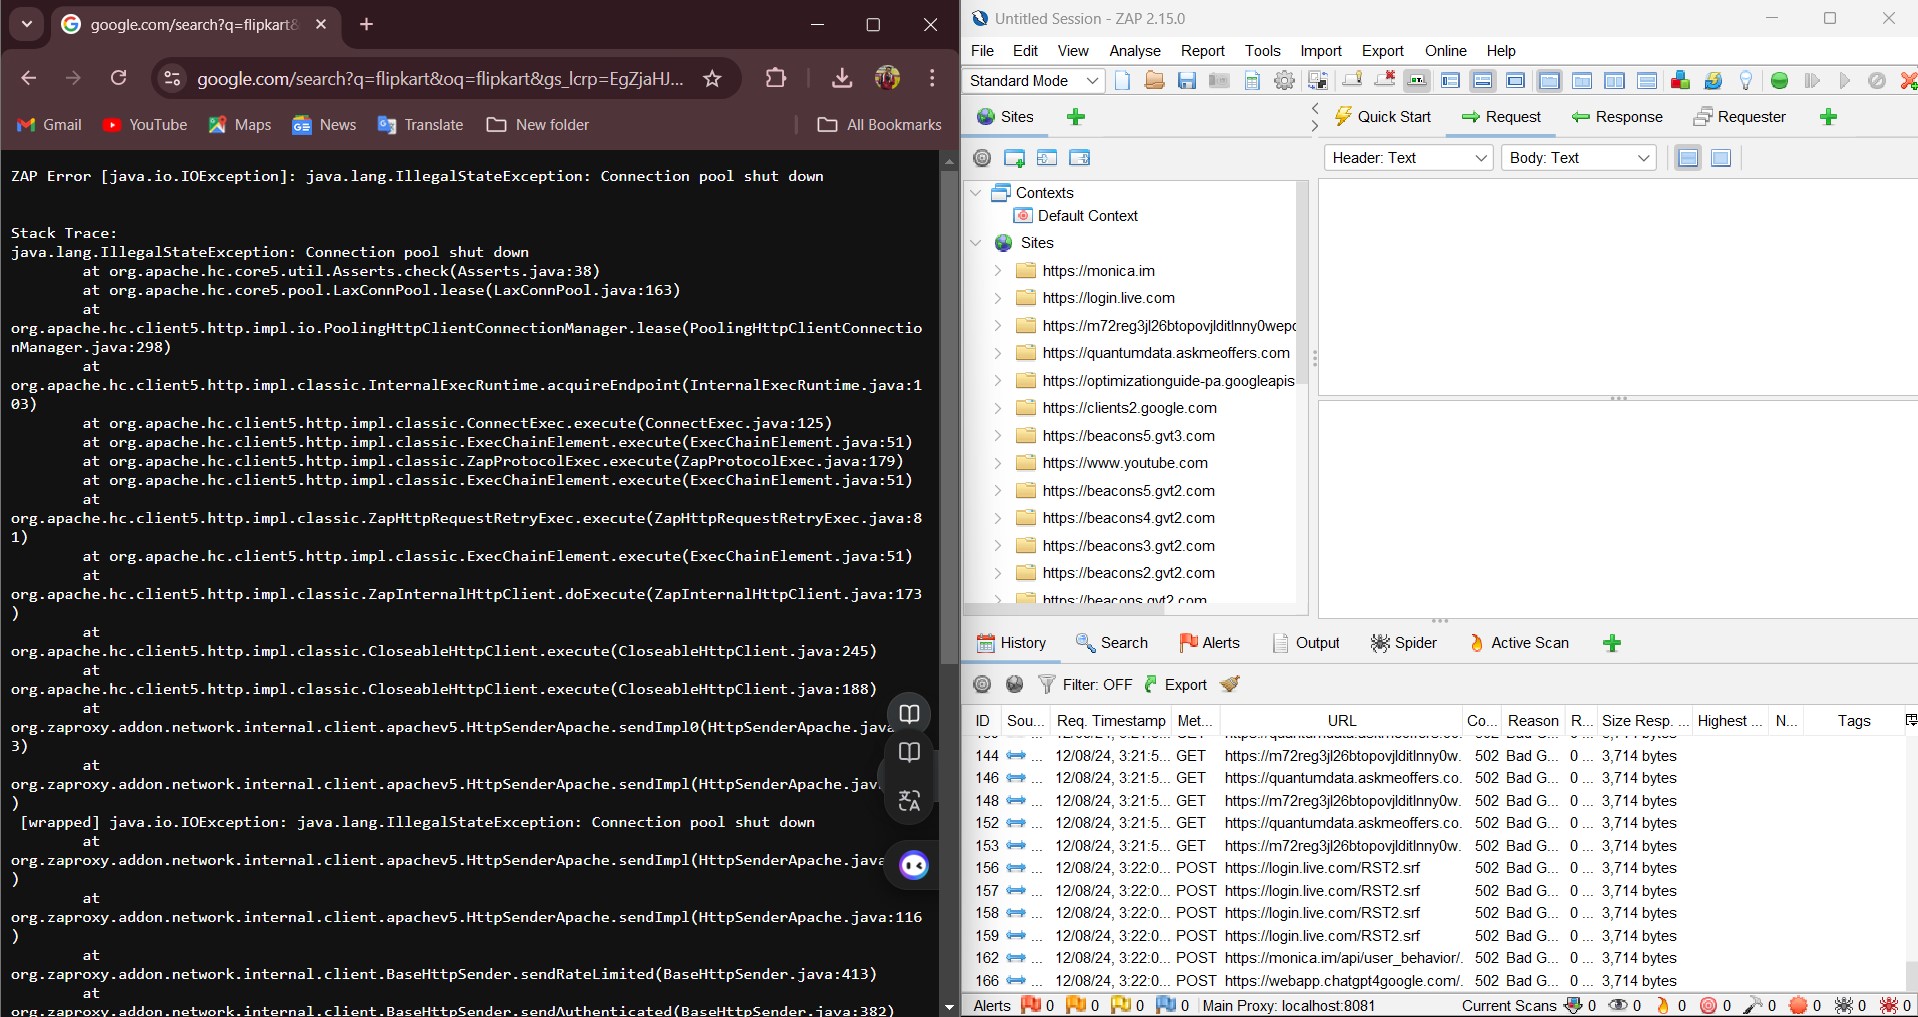 google.com/search?q=flipkart&
google.com/search?q=flipkart&oq=flipkart&gs_lcrp=EgZjaHJ...
Gmail
YouTube
Maps
News
Translate
New folder
All Bookmarks
ZAP Error [java.io.IOException]: java.lang.IllegalStateException: Connection pool shut down
Stack Trace:
java.lang.IllegalStateException: Connection pool shut down
at org.apache.hc.core5.util.Asserts.check(Asserts.java:38)
at org.apache.hc.core5.pool.LaxConnPool.lease(LaxConnPool.java:163)
at
org.apache.hc.client5.http.impl.io.PoolingHttpClientConnectionManager.lease(PoolingHttpClientConnectio
nManager.java:298)
at
org.apache.hc.client5.http.impl.classic.InternalExecRuntime.acquireEndpoint(InternalExecRuntime.java:1
03)
at org.apache.hc.client5.http.impl.classic.ConnectExec.execute(ConnectExec.java:125)
at org.apache.hc.client5.http.impl.classic.ExecChainElement.execute(ExecChainElement.java:51)
at org.apache.hc.client5.http.impl.classic.ZapProtocolExec.execute(ZapProtocolExec.java:179)
at org.apache.hc.client5.http.impl.classic.ExecChainElement.execute(ExecChainElement.java:51)
at
org.apache.hc.client5.http.impl.classic.ZapHttpRequestRetryExec.execute(ZapHttpRequestRetryExec.java:8
1)
at org.apache.hc.client5.http.impl.classic.ExecChainElement.execute(ExecChainElement.java:51)
at
org.apache.hc.client5.http.impl.classic.ZapInternalHttpClient.doExecute(ZapInternalHttpClient.java:173
)
at
org.apache.hc.client5.http.impl.classic.CloseableHttpClient.execute(CloseableHttpClient.java:245)
at
org.apache.hc.client5.http.impl.classic.CloseableHttpClient.execute(CloseableHttpClient.java:188)
at
org.zaproxy.addon.network.internal.client.apachev5.HttpSenderApache.sendImpl0(HttpSenderApache.java
3)
at
org.zaproxy.addon.network.internal.client.apachev5.HttpSenderApache.sendImpl(HttpSenderApache.jav
)
[wrapped] java.io.IOException: java.lang.IllegalStateException: Connection pool shut down
at
org.zaproxy.addon.network.internal.client.apachev5.HttpSenderApache.sendImpl(HttpSenderApache.java
)
at
org.zaproxy.addon.network.internal.client.apachev5.HttpSenderApache.sendImpl(HttpSenderApache.java:116
)
at
org.zaproxy.addon.network.internal.client.BaseHttpSender.sendRateLimited(BaseHttpSender.java:413)
at
org.zaproxy.addon.network.internal.client.BaseHttpSender.sendAuthenticated(BaseHttpSender.java:382)
Untitled Session - ZAP 2.15.0
File Edit View Analyse Report Tools Import Export Online Help
Standard Mode
Sites
Quick Start
Request
Response
Requester
Header: Text
Body: Text
Contexts
Default Context
Sites
https://monica.im
https://login.live.com
https://m72reg3jl26btopovjlditlnny0wepc
https://quantumdata.askmeoffers.com
https://optimizationguide-pa.googleapis
https://clients2.google.com
https://beacons5.gvt3.com
https://www.youtube.com
https://beacons5.gvt2.com
https://beacons4.gvt2.com
https://beacons3.gvt2.com
https://beacons2.gvt2.com
https://beacons.gvt2.com
History
Search
Alerts
Output
Spider
Active Scan
Filter: OFF
Export
ID Sou... Req. Timestamp Met... URL Co... Reason R... Size Resp. ... Highest ... N... Tags
144 ... 12/08/24, 3:21:5... GET https://m72reg3jl26btopovjlditlnny0w. 502 Bad G... 0 ... 3,714 bytes
146 ... 12/08/24, 3:21:5... GET https://quantumdata.askmeoffers.co. 502 Bad G... 0 ... 3,714 bytes
148 ... 12/08/24, 3:21:5... GET https://m72reg3jl26btopovjlditlnny0w. 502 Bad G... 0 ... 3,714 bytes
152 ... 12/08/24, 3:21:5... GET https://quantumdata.askmeoffers.co. 502 Bad G... 0 ... 3,714 bytes
153 ... 12/08/24, 3:21:5... GET https://m72reg3jl26btopovjlditlnny0w. 502 Bad G... 0 ... 3,714 bytes
156 ... 12/08/24, 3:22:0... POST https://login.live.com/RST2.srf 502 Bad G... 0 ... 3,714 bytes
157 ... 12/08/24, 3:22:0... POST https://login.live.com/RST2.srf 502 Bad G... 0 ... 3,714 bytes
158 ... 12/08/24, 3:22:0... POST https://login.live.com/RST2.srf 502 Bad G... 0 ... 3,714 bytes
159 ... 12/08/24, 3:22:0... POST https://login.live.com/RST2.srf 502 Bad G... 0 ... 3,714 bytes
162 ... 12/08/24, 3:22:0... POST https://monica.im/api/user_behavior/. 502 Bad G... 0 ... 3,714 bytes
166 ... 12/08/24, 3:22:0... POST https://webapp.chatgpt4google.com/. 502 Bad G... 0 ... 3,714 bytes
Alerts 0 0 0 0 Main Proxy: localhost:8081 Current Scans 0 0 0 0 0 0 0 0